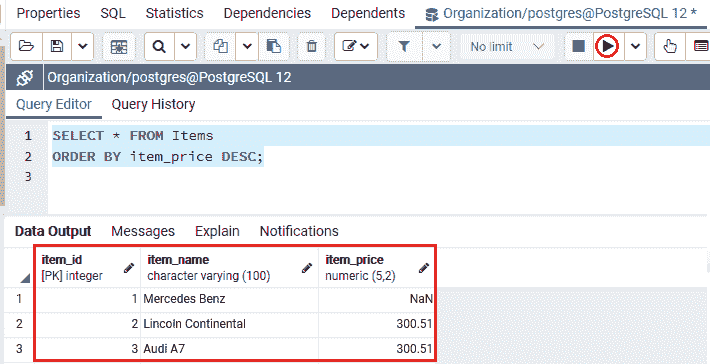 Properties SQL Statistics Dependencies Dependents Organization/postgres@PostgreSQL 12 *
No limit
Organization/postgres@PostgreSQL 12
Query Editor Query History
1 SELECT * FROM Items
2 ORDER BY item_price DESC;
3
Data Output Messages Explain Notifications
item_id item_name item_price
[PK] integer character varying (100) numeric (5,2)
1 1 Mercedes Benz NaN
2 2 Lincoln Continental 300.51
3 3 Audi A7 300.51